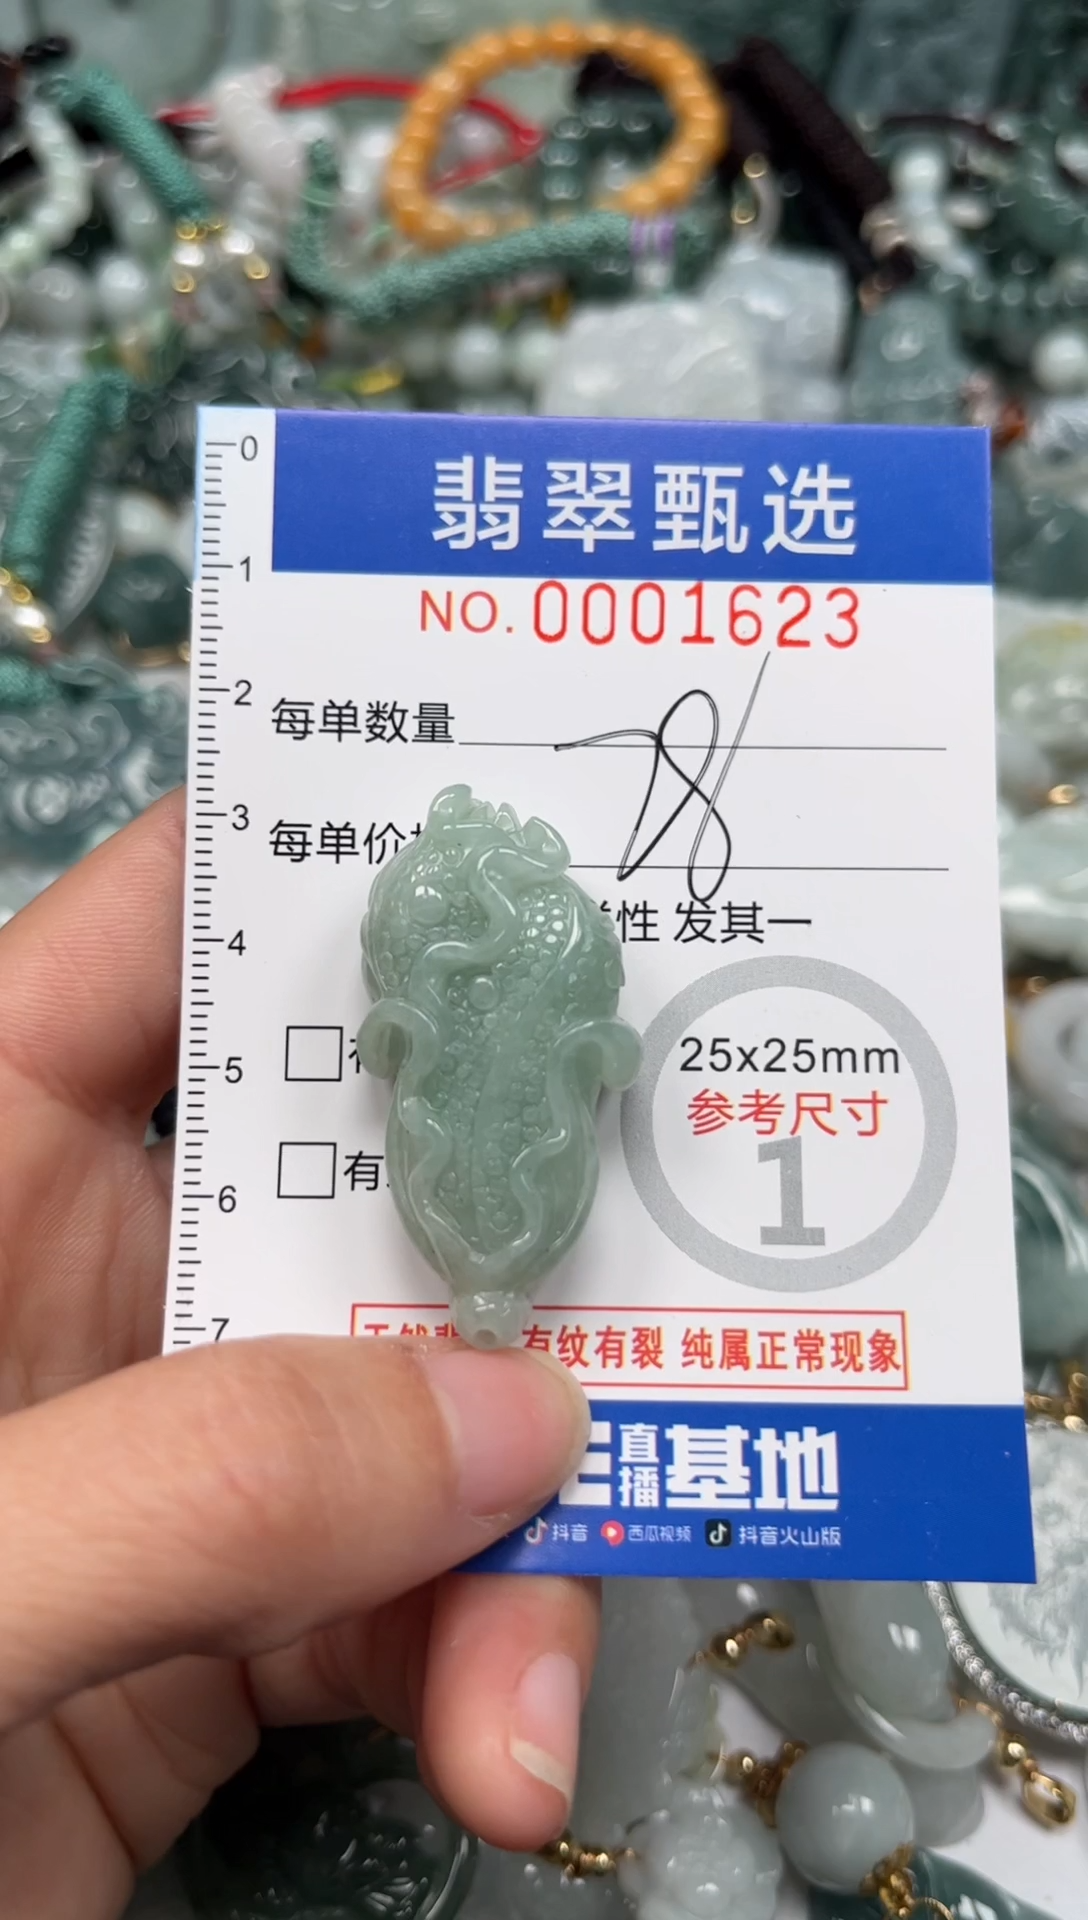 翡翠甄选
NO. 0001623
每单数量
每单价
性 发其一
25x25mm
参考尺寸
1
有
有纹有裂 纯属正常现象
直播基地
抖音 西瓜视频 抖音火山版
0
1
2
3
4
5
6
7